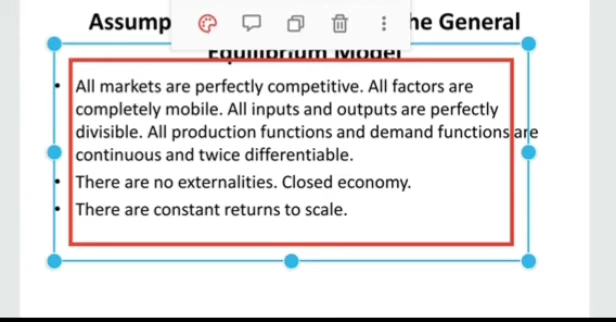 Assump he General
Equilibrium Model
All markets are perfectly competitive. All factors are
completely mobile. All inputs and outputs are perfectly
divisible. All production functions and demand functions are
continuous and twice differentiable.
There are no externalities. Closed economy.
There are constant returns to scale.